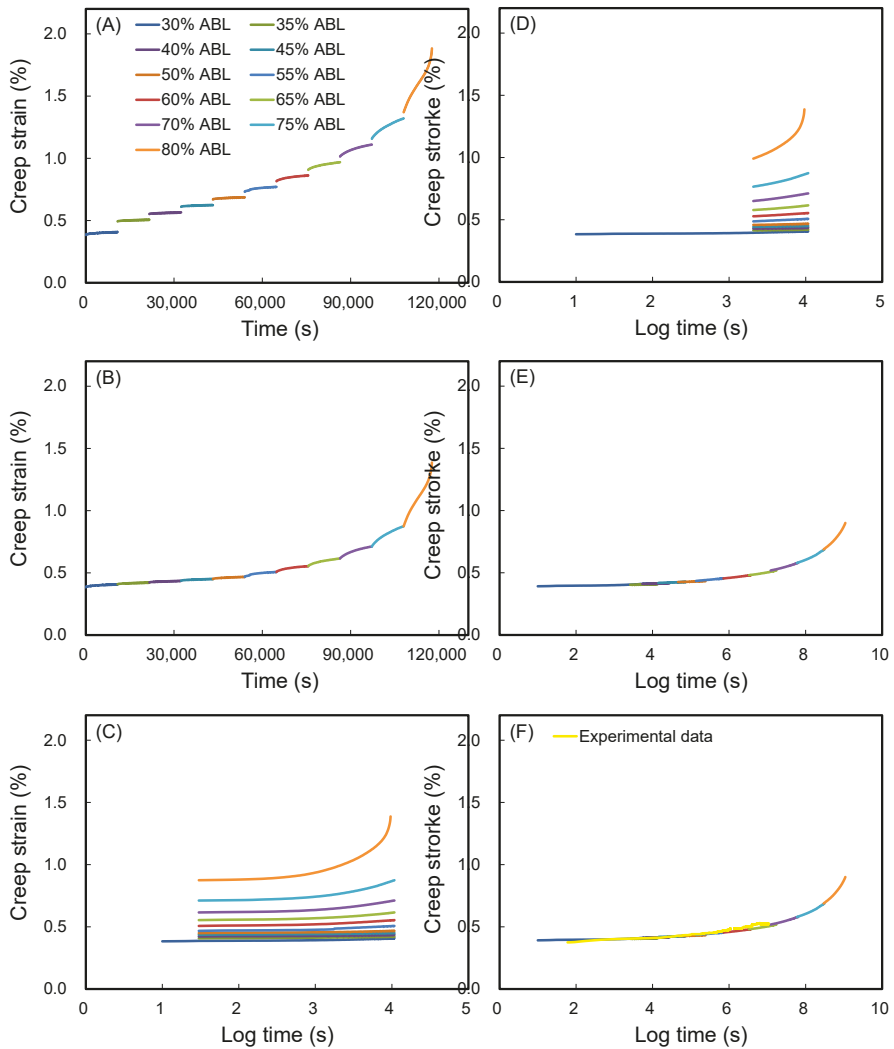 (A)
30% ABL
35% ABL
40% ABL
45% ABL
50% ABL
55% ABL
60% ABL
65% ABL
70% ABL
75% ABL
80% ABL
Creep strain (%)
2.0
1.5
1.0
0.5
0.0
0
30,000
60,000
90,000
120,000
Time (s)
(D)
Creep strorke (%)
2.0
1.5
1.0
0.5
0.0
0
1
2
3
4
5
Log time (s)
(B)
Creep strain (%)
2.0
1.5
1.0
0.5
0.0
0
30,000
60,000
90,000
120,000
Time (s)
(E)
Creep strorke (%)
2.0
1.5
1.0
0.5
0.0
0
2
4
6
8
10
Log time (s)
(C)
Creep strain (%)
2.0
1.5
1.0
0.5
0.0
0
1
2
3
4
5
Log time (s)
(F)
Experimental data
Creep strorke (%)
2.0
1.5
1.0
0.5
0.0
0
2
4
6
8
10
Log time (s)